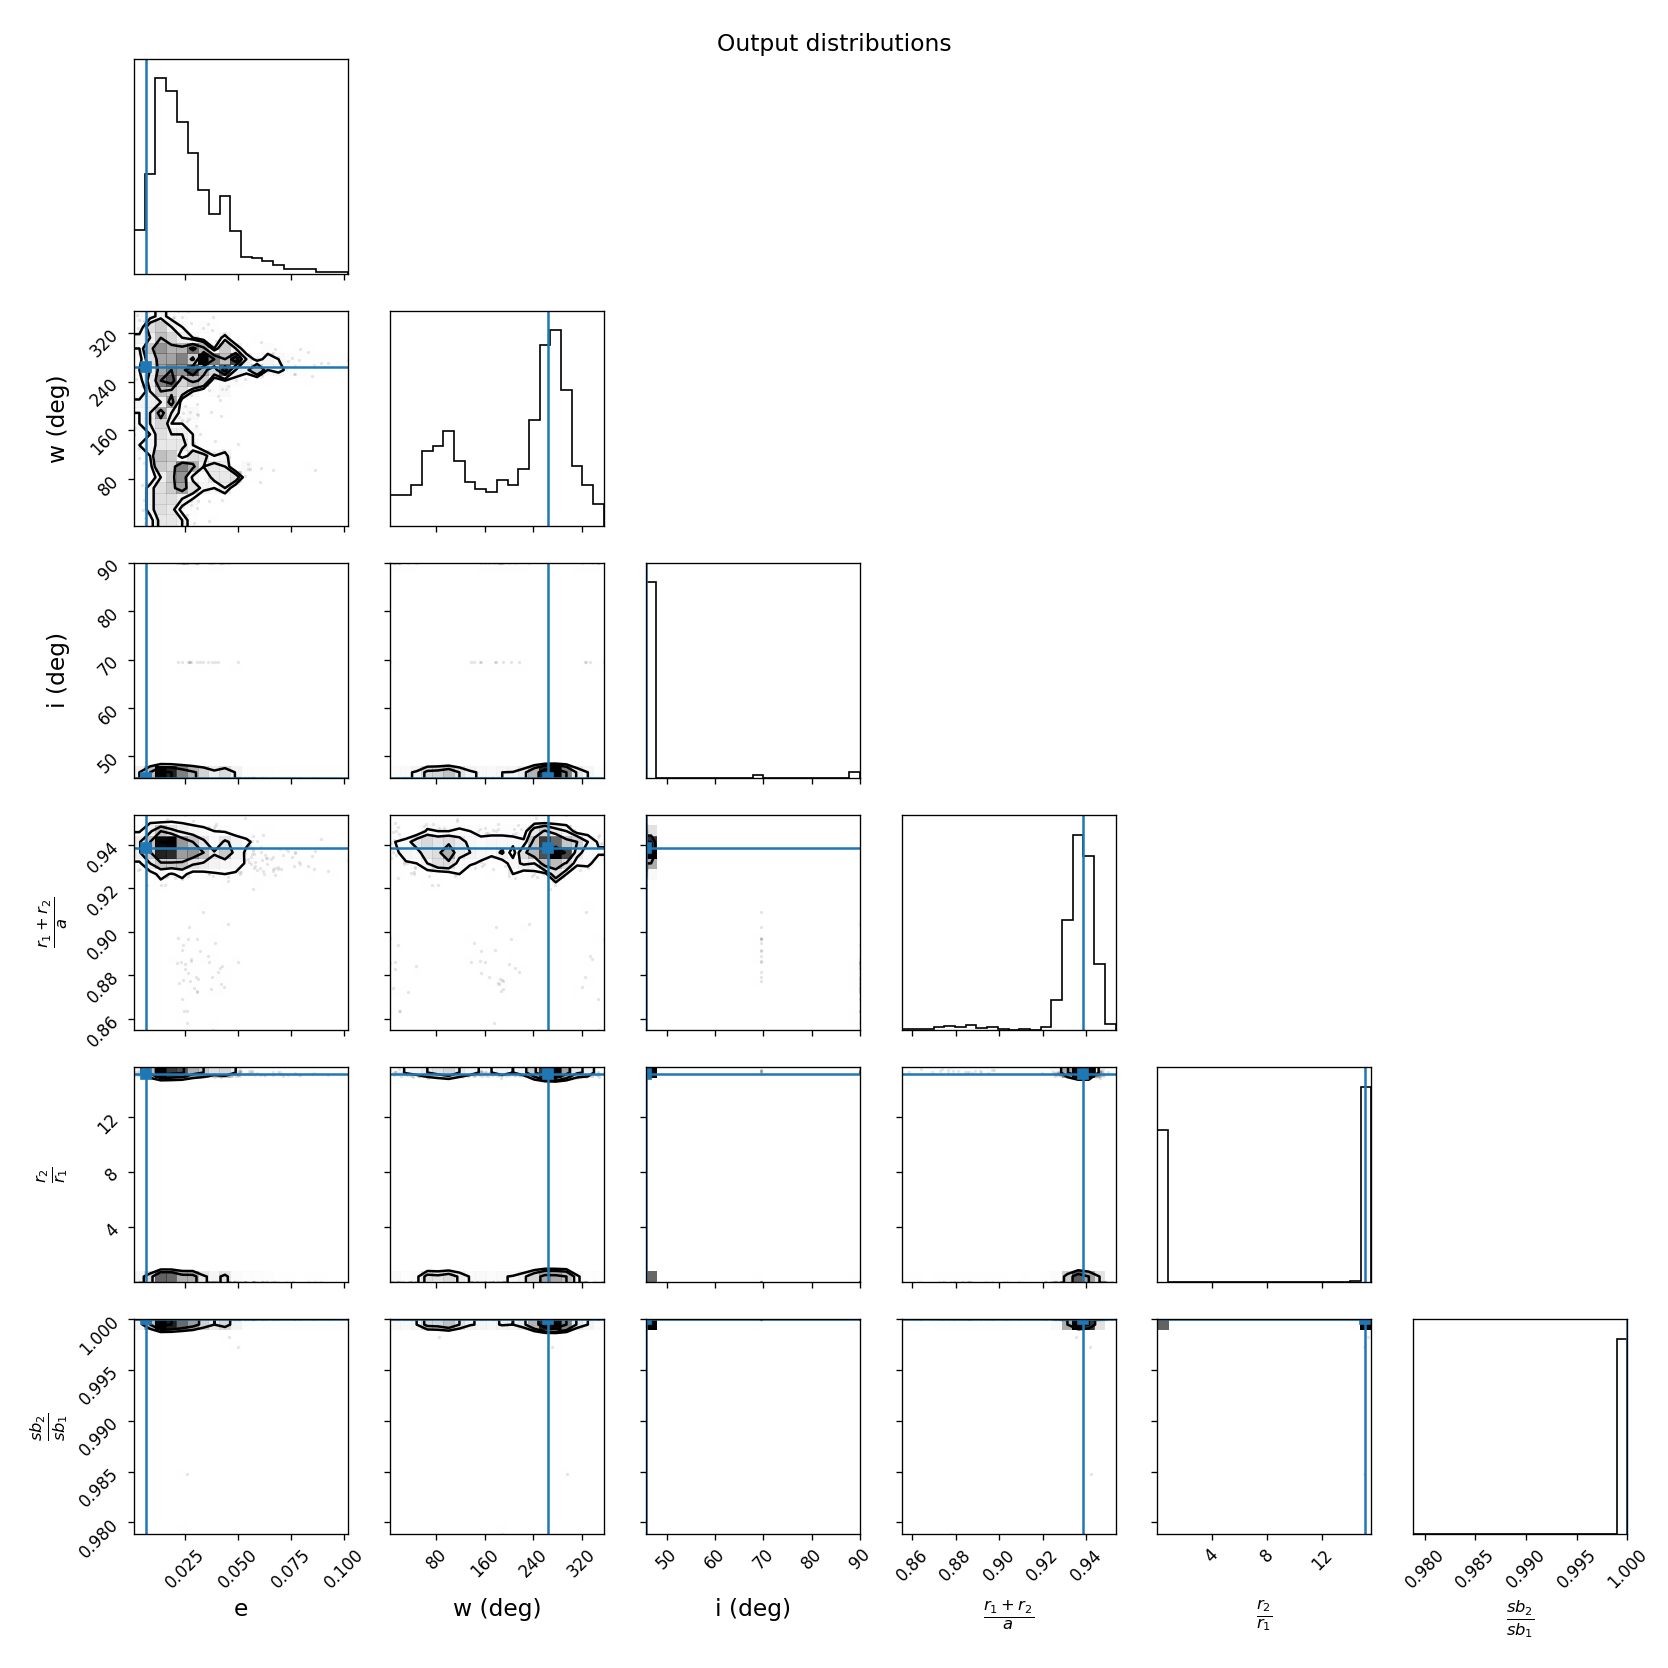 Output distributions
320
240
160
80
w (deg)
90
80
70
60
50
i (deg)
0.94
0.92
0.90
0.88
0.86
r₁ + r₂
a
12
8
4
r₂
r₁
1.000
0.995
0.990
0.985
0.980
sb₂
sb₁
0.025 0.050 0.075 0.100 80 160 240 320 50 60 70 80 90 0.86 0.88 0.90 0.92 0.94 4 8 12 0.980 0.985 0.990 0.995 1.000
e w (deg) i (deg)
r₁ + r₂
a
r₂
r₁
sb₂
sb₁